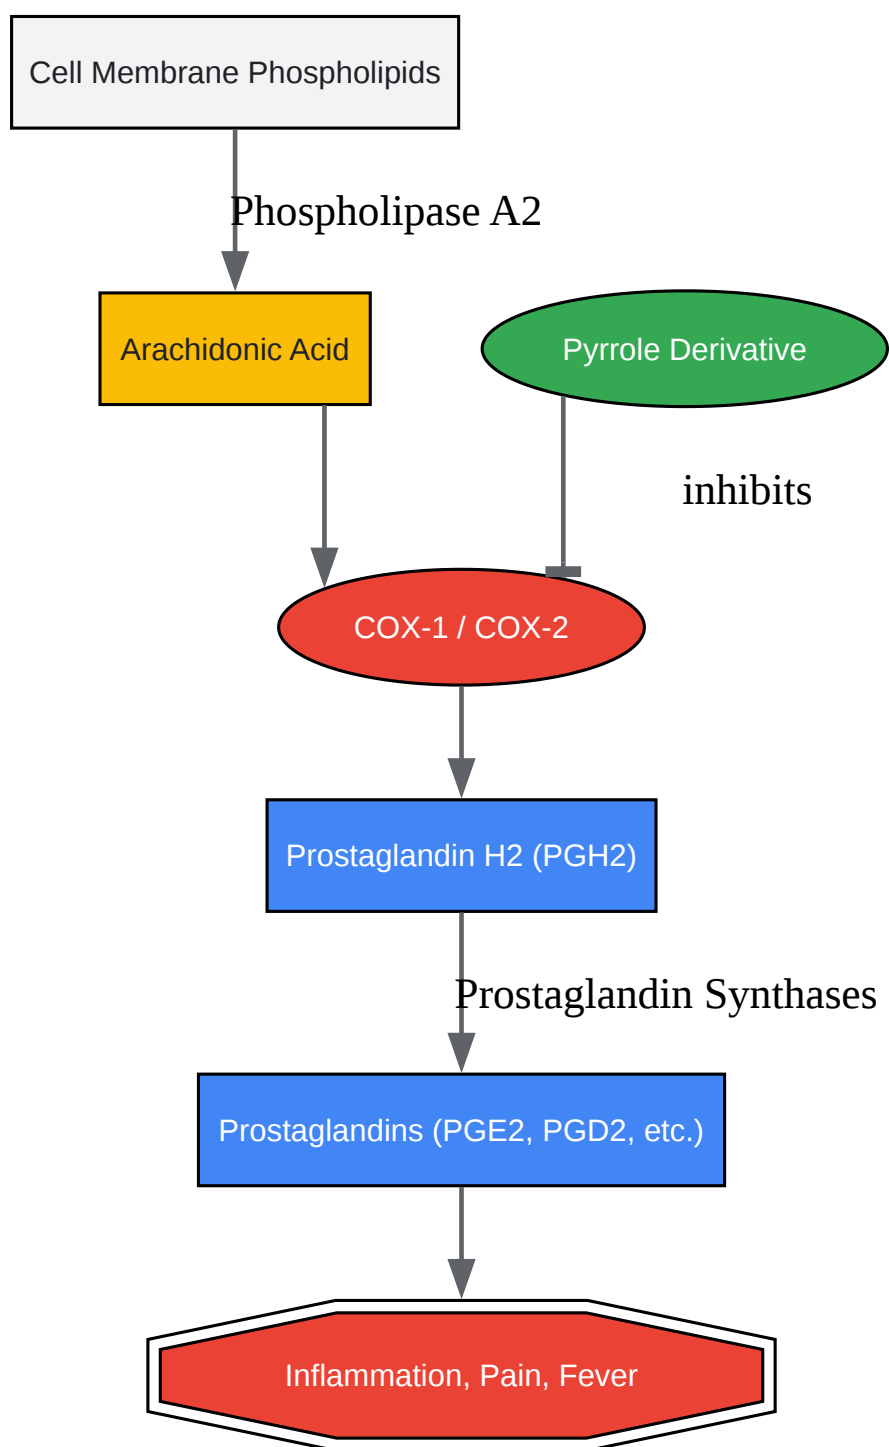 Cell Membrane Phospholipids
Phospholipase A2
Arachidonic Acid
Pyrrole Derivative
inhibits
COX-1 / COX-2
Prostaglandin H2 (PGH2)
Prostaglandin Synthases
Prostaglandins (PGE2, PGD2, etc.)
Inflammation, Pain, Fever